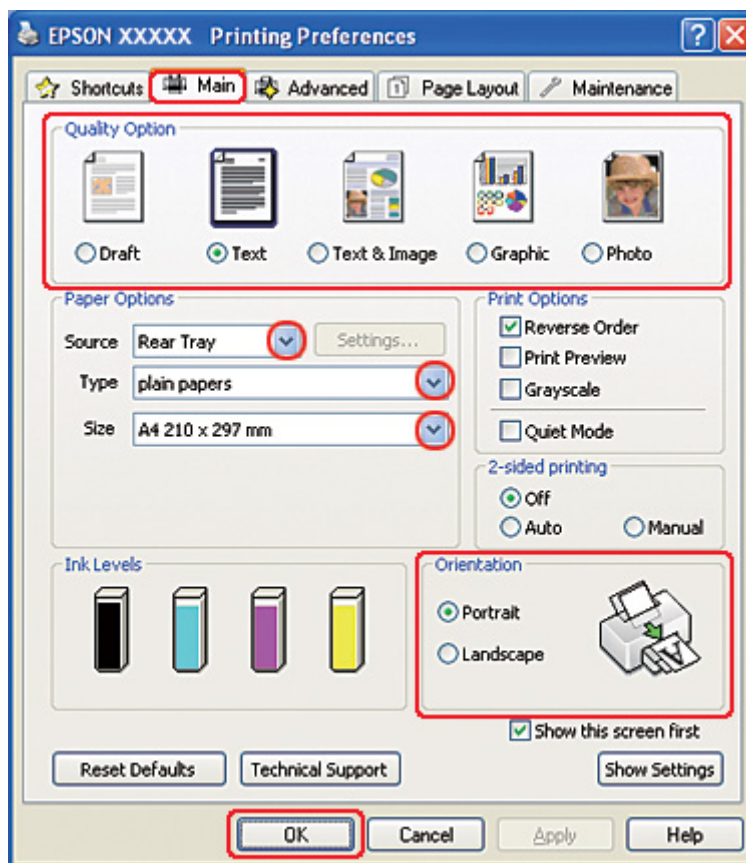 EPSON XXXXX Printing Preferences
Shortcuts Main Advanced Page Layout Maintenance
Quality Option
Draft Text Text & Image Graphic Photo
Paper Options
Source Rear Tray Settings...
Type plain papers
Size A4 210 x 297 mm
Print Options
Reverse Order
Print Preview
Grayscale
Quiet Mode
2-sided printing
Off
Auto Manual
Ink Levels
Orientation
Portrait
Landscape
Show this screen first
Reset Defaults Technical Support Show Settings
OK Cancel Apply Help